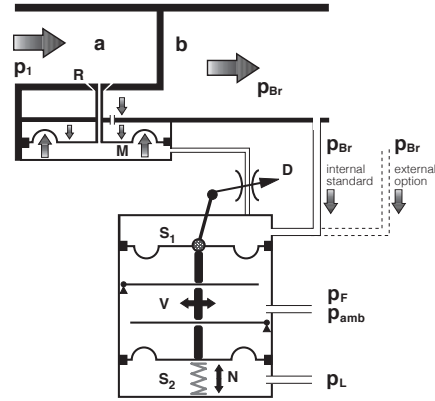 a
b
p1
R
pBr
M
D
pBr
pBr
internal
standard
external
option
S1
V
pF
pamb
S2
N
pL